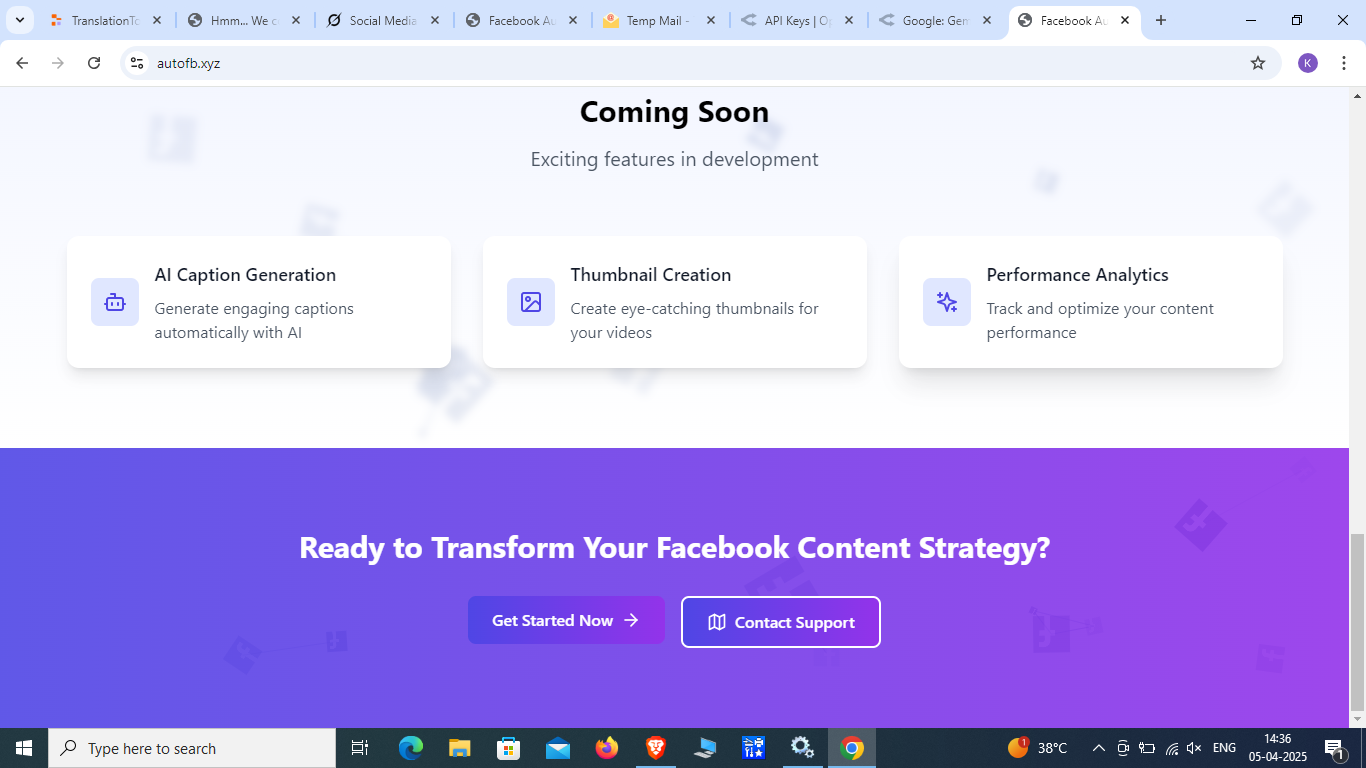 TranslationTo
Hmm... We c
Social Media
Facebook Au
Temp Mail -
API Keys | Op
Google: Gem
Facebook Au
autofb.xyz
K
Coming Soon
Exciting features in development
AI Caption Generation
Generate engaging captions
automatically with AI
Thumbnail Creation
Create eye-catching thumbnails for
your videos
Performance Analytics
Track and optimize your content
performance
Ready to Transform Your Facebook Content Strategy?
Get Started Now
Contact Support
Type here to search
1
38°C
ENG
14:36
05-04-2025
1